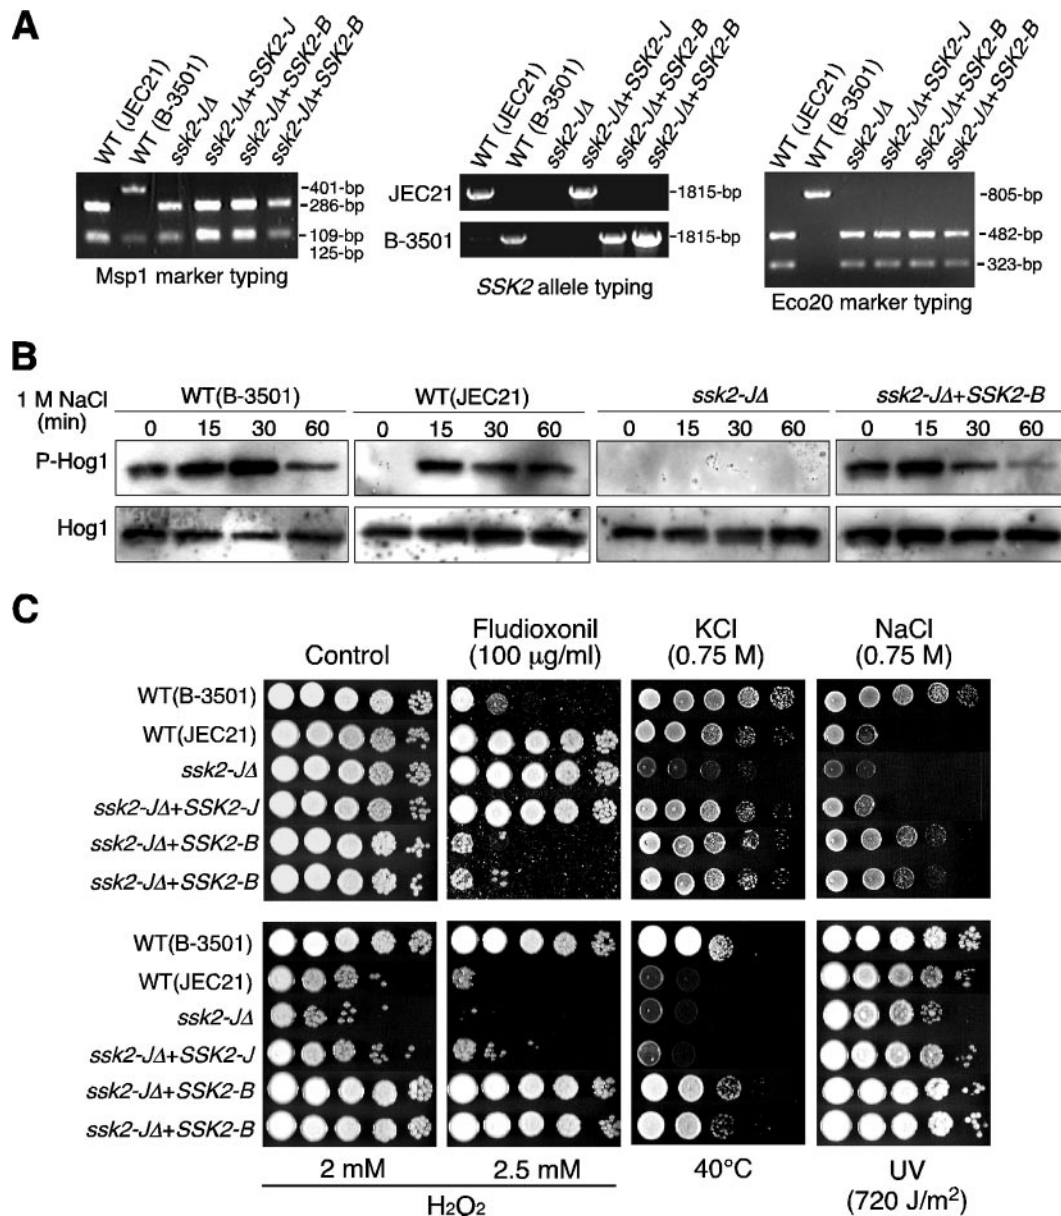 A
WT (JEC21)
WT (B-3501)
ssk2-JΔ
ssk2-JΔ+SSK2-J
ssk2-JΔ+SSK2-B
ssk2-JΔ+SSK2-B
-401-bp
-286-bp
-109-bp
125-bp
Msp1 marker typing
WT (JEC21)
WT (B-3501)
ssk2-JΔ
ssk2-JΔ+SSK2-J
ssk2-JΔ+SSK2-B
ssk2-JΔ+SSK2-B
JEC21
-1815-bp
B-3501
-1815-bp
SSK2 allele typing
WT (JEC21)
WT (B-3501)
ssk2-JΔ
ssk2-JΔ+SSK2-J
ssk2-JΔ+SSK2-B
ssk2-JΔ+SSK2-B
-805-bp
-482-bp
-323-bp
Eco20 marker typing
B
1 M NaCl
(min)
WT(B-3501)
WT(JEC21)
ssk2-JΔ
ssk2-JΔ+SSK2-B
0 15 30 60
0 15 30 60
0 15 30 60
0 15 30 60
P-Hog1
Hog1
C
Control
Fludioxonil
(100 μg/ml)
KCl
(0.75 M)
NaCl
(0.75 M)
WT(B-3501)
WT(JEC21)
ssk2-JΔ
ssk2-JΔ+SSK2-J
ssk2-JΔ+SSK2-B
ssk2-JΔ+SSK2-B
WT(B-3501)
WT(JEC21)
ssk2-JΔ
ssk2-JΔ+SSK2-J
ssk2-JΔ+SSK2-B
ssk2-JΔ+SSK2-B
2 mM
2.5 mM
H₂O₂
40°C
UV
(720 J/m²)